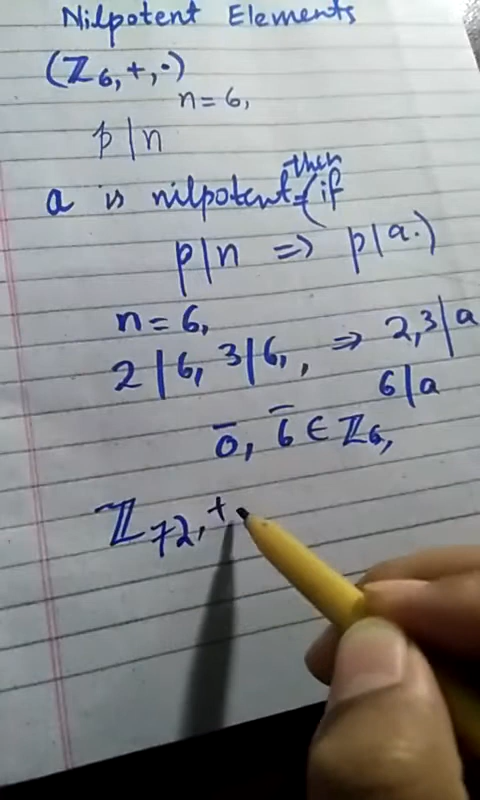 Nilpotent Elements
(ℤ₆, +, ·)
n = 6,
p | n
then
a is nilpotent (if
p | n ⇒ p | a.)
n = 6,
2 | 6, 3 | 6, , ⇒ 2, 3 | a
6 | a
0̄, 6̄ ∈ ℤ₆,
ℤ₇₂, +,